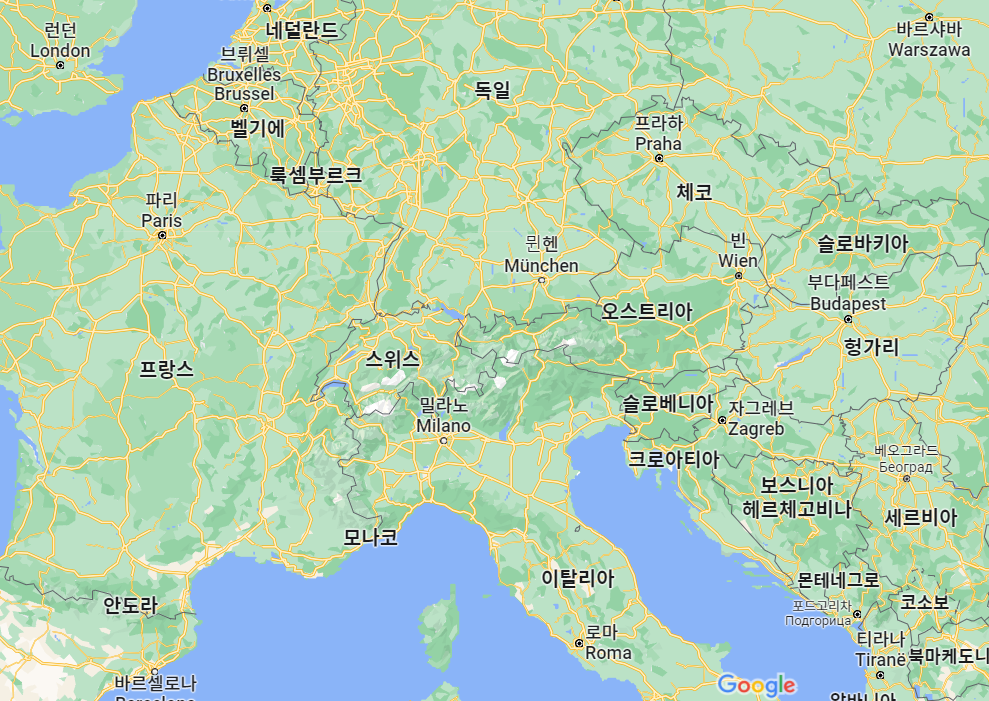 런던
London
네덜란드
바르샤바
Warszawa
브뤼셀
Bruxelles
Brussel
벨기에
독일
프라하
Praha
룩셈부르크
체코
파리
Paris
뮌헨
München
빈
Wien
슬로바키아
부다페스트
Budapest
오스트리아
헝가리
프랑스
스위스
밀라노
Milano
슬로베니아
자그레브
Zagreb
크로아티아
베오그라드
Београд
보스니아
헤르체고비나
세르비아
모나코
이탈리아
몬테네그로
코소보
안도라
포드고리차
Подгорица
로마
Roma
티라나
Tiranë
북마케도니
바르셀로나
Barcelona
Google
알바니아